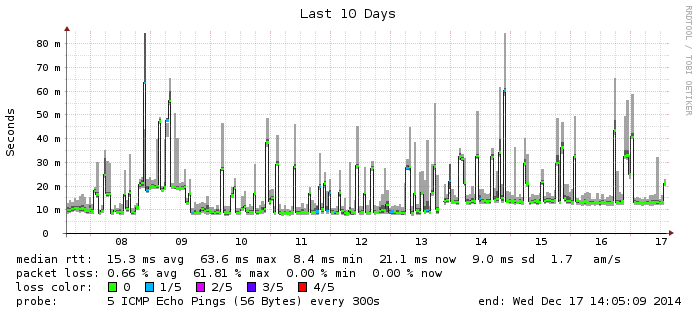 Last 10 Days
RRDTOOL / TOBI OETIKER
Seconds
80 m
70 m
60 m
50 m
40 m
30 m
20 m
10 m
0
08 09 10 11 12 13 14 15 16 17
median rtt: 15.3 ms avg 63.6 ms max 8.4 ms min 21.1 ms now 9.0 ms sd 1.7 am/s
packet loss: 0.66 % avg 61.81 % max 0.00 % min 0.00 % now
loss color: 0 1/5 2/5 3/5 4/5
probe: 5 ICMP Echo Pings (56 Bytes) every 300s end: Wed Dec 17 14:05:09 2014